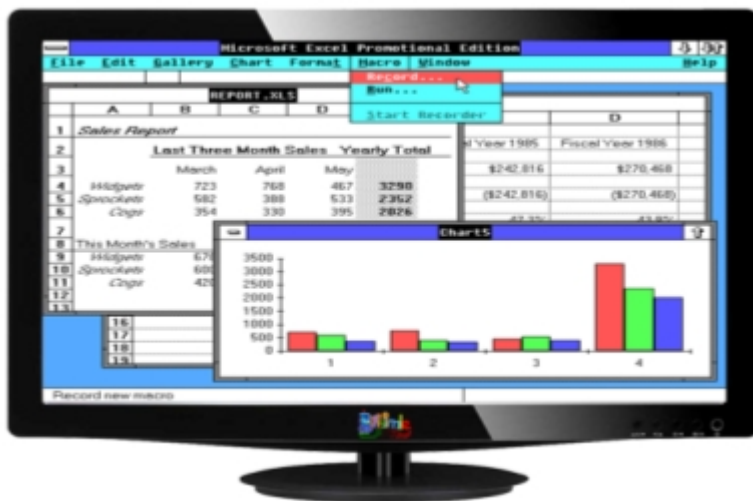 Microsoft Excel Promotional Edition
File Edit Gallery Chart Format Macro Window Help
Record...
Run...
Start Recorder
REPORT.XLS
A B C D
D
1 Sales Report
2 Last Three Month Sales Yearly Total
Fiscal Year 1986
3 March April May
$242,816 $270,468
4 Widgets 723 768 467 3290
($242,816) ($270,468)
5 Sprockets 582 388 533 2352
6 Cogs 354 330 395 2026
7
8 This Month's Sales
9 Widgets
10 Sprockets
11 Cogs
12
13
16
17
18
19
Chart5
3500
3000
2500
2000
1500
1000
500
0
1 2 3 4
Record new macro